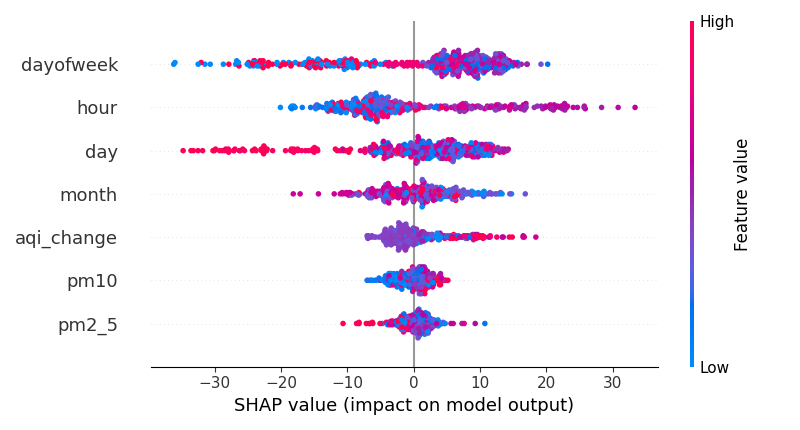 High
dayofweek
hour
day
month
aqi_change
pm10
pm2_5
Feature value
Low
−30 −20 −10 0 10 20 30
SHAP value (impact on model output)